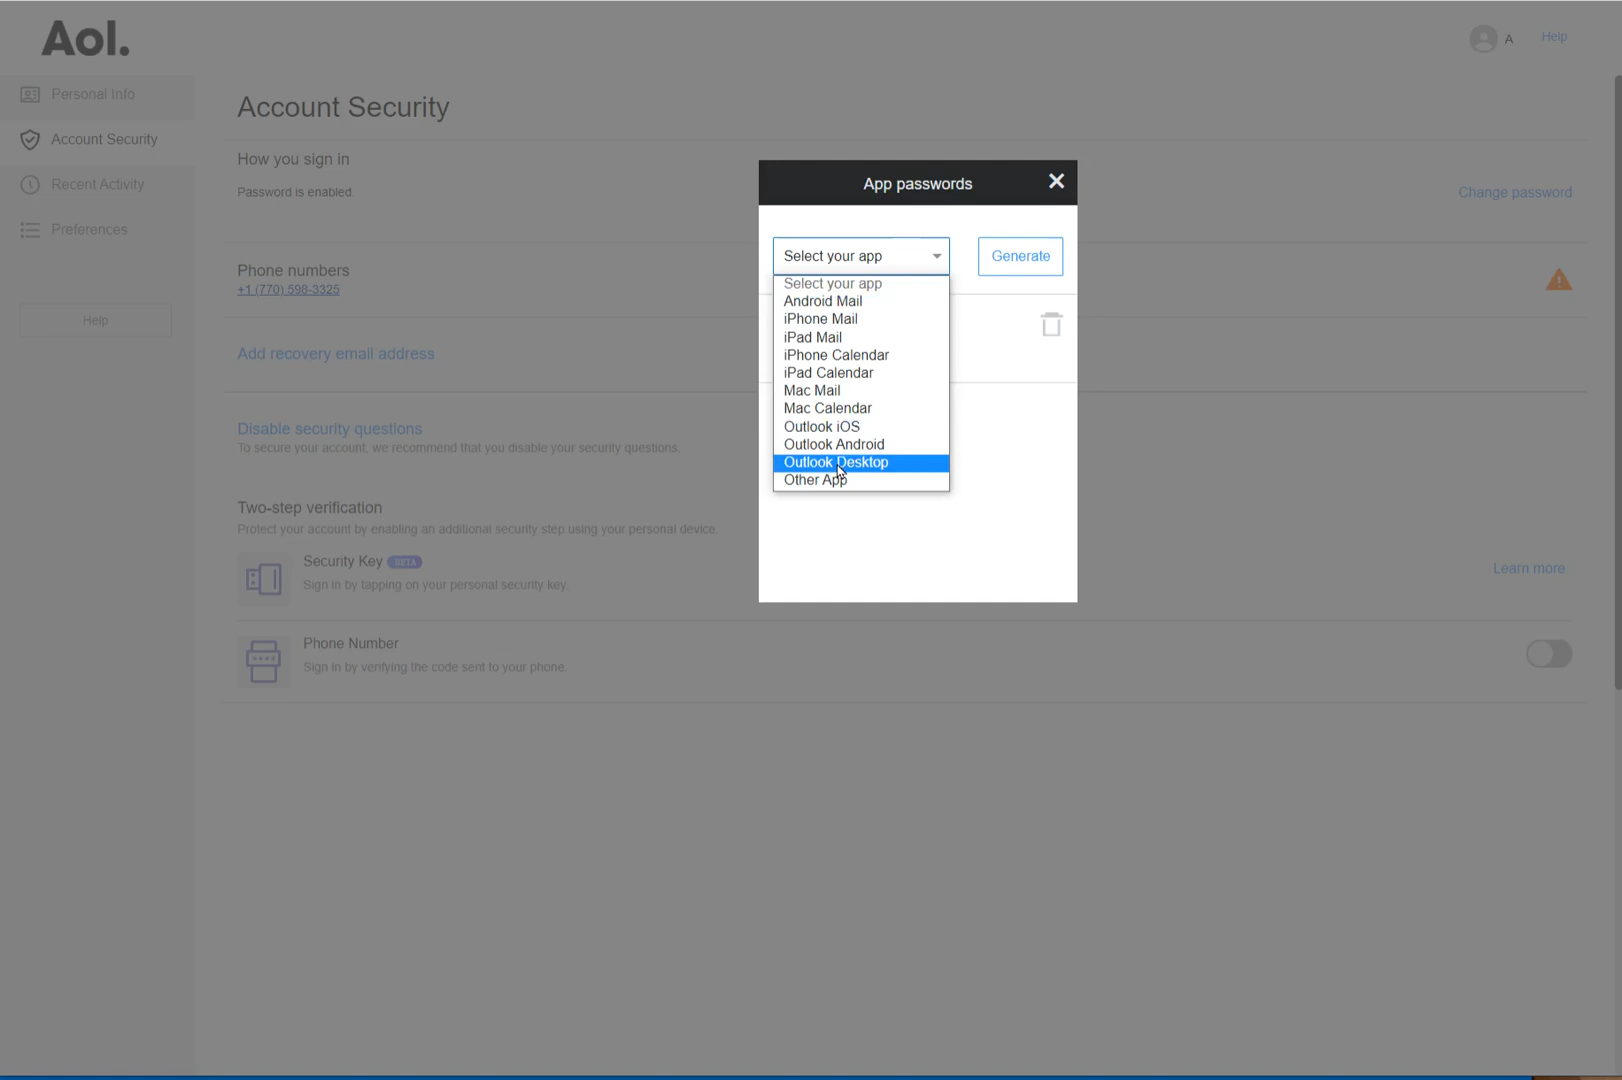 Aol.
A
Help
Personal Info
Account Security
Recent Activity
Preferences
Help
Account Security
How you sign in
Password is enabled.
Change password
Phone numbers
+1 (770) 598-3325
Add recovery email address
Disable security questions
To secure your account, we recommend that you disable your security questions.
Two-step verification
Protect your account by enabling an additional security step using your personal device.
Security Key BETA
Sign in by tapping on your personal security key.
Learn more
Phone Number
Sign in by verifying the code sent to your phone.
App passwords
Select your app
Generate
Select your app
Android Mail
iPhone Mail
iPad Mail
iPhone Calendar
iPad Calendar
Mac Mail
Mac Calendar
Outlook iOS
Outlook Android
Outlook Desktop
Other App